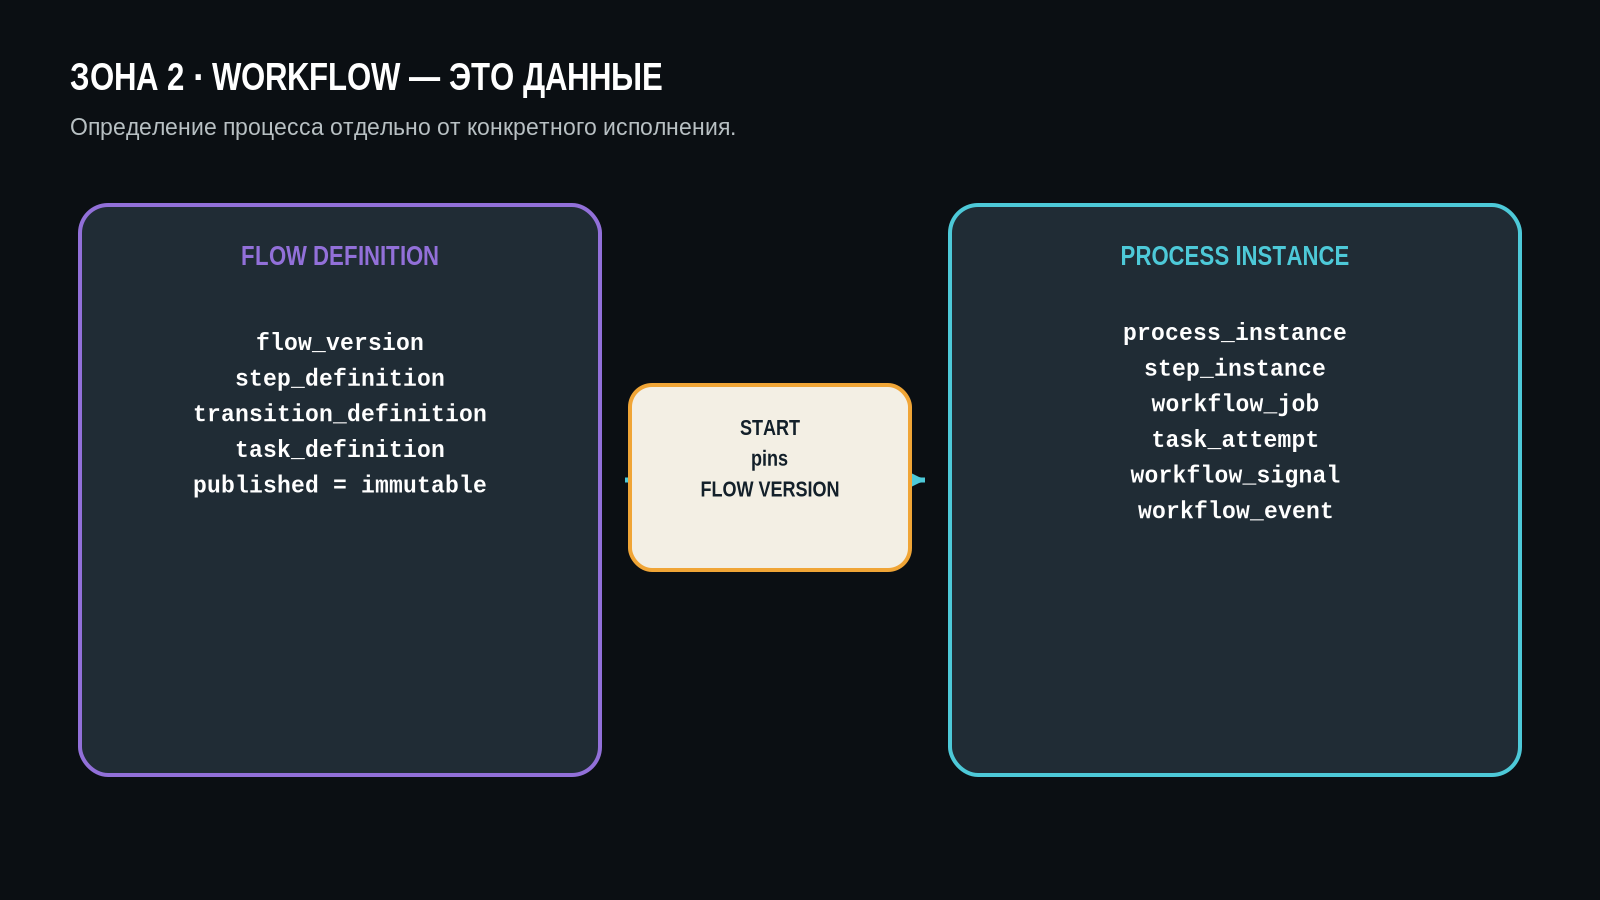 ЗОНА 2 · WORKFLOW — ЭТО ДАННЫЕ
Определение процесса отдельно от конкретного исполнения.
FLOW DEFINITION
flow_version
step_definition
transition_definition
task_definition
published = immutable
START
pins
FLOW VERSION
PROCESS INSTANCE
process_instance
step_instance
workflow_job
task_attempt
workflow_signal
workflow_event